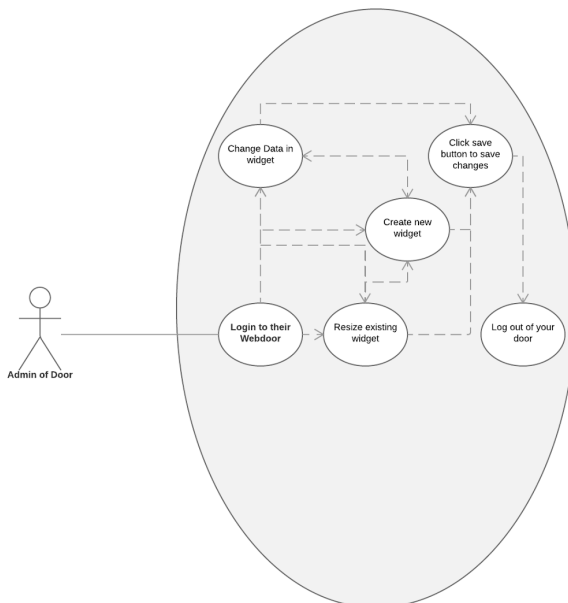 Change Data in
widget
Click save
button to save
changes
Create new
widget
Login to their
Webdoor
Resize existing
widget
Log out of your
door
Admin of Door